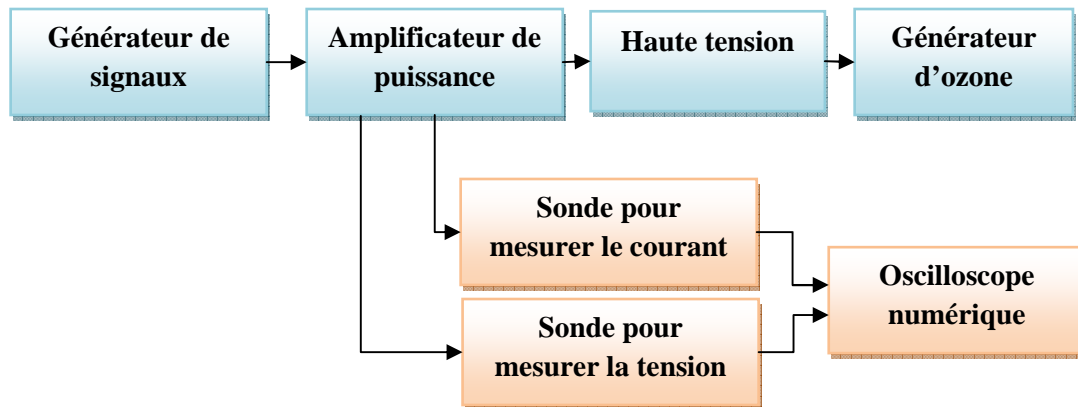 Générateur de
signaux
Amplificateur de
puissance
Haute tension
Générateur
d’ozone
Sonde pour
mesurer le courant
Oscilloscope
numérique
Sonde pour
mesurer la tension